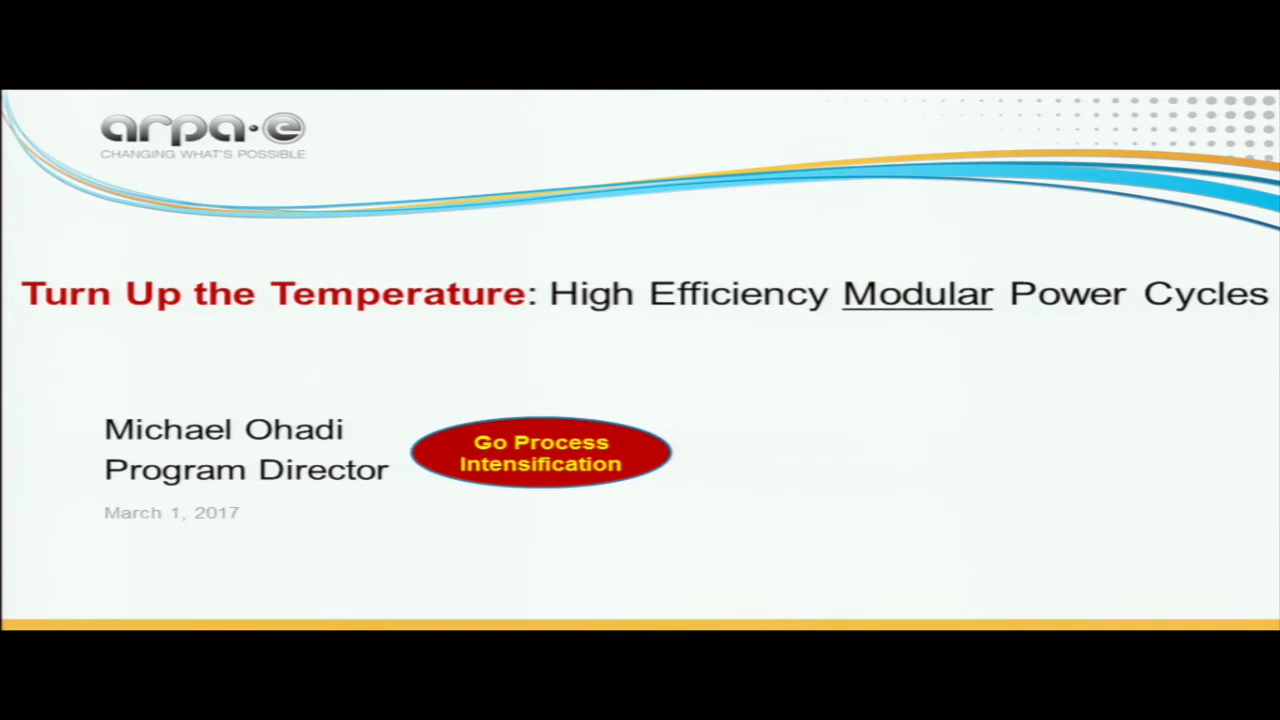 arpa·e
CHANGING WHAT'S POSSIBLE
Turn Up the Temperature: High Efficiency Modular Power Cycles
Michael Ohadi
Program Director
March 1, 2017
Go Process
Intensification